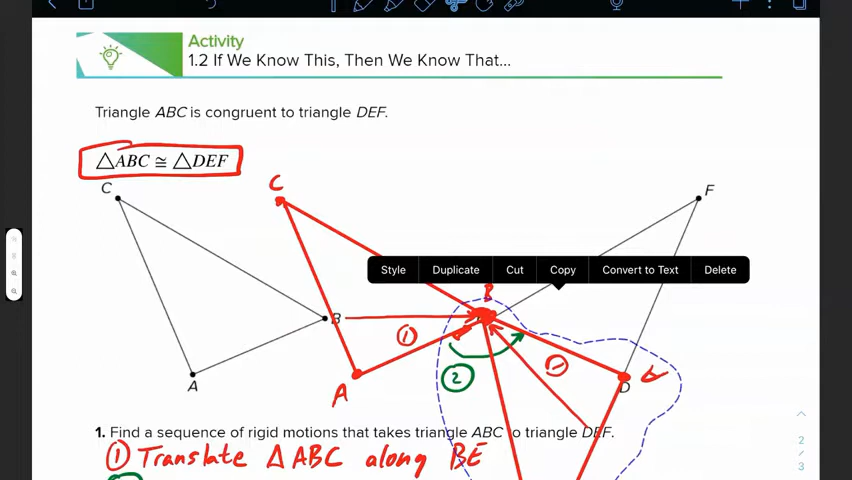 Activity
1.2 If We Know This, Then We Know That...
Triangle ABC is congruent to triangle DEF.
△ABC ≅ △DEF
C
C
F
Style Duplicate Cut Copy Convert to Text Delete
B
B
①
A
A
②
D
A
1. Find a sequence of rigid motions that takes triangle ABC to triangle DEF.
① Translate △ABC along BE
2
3